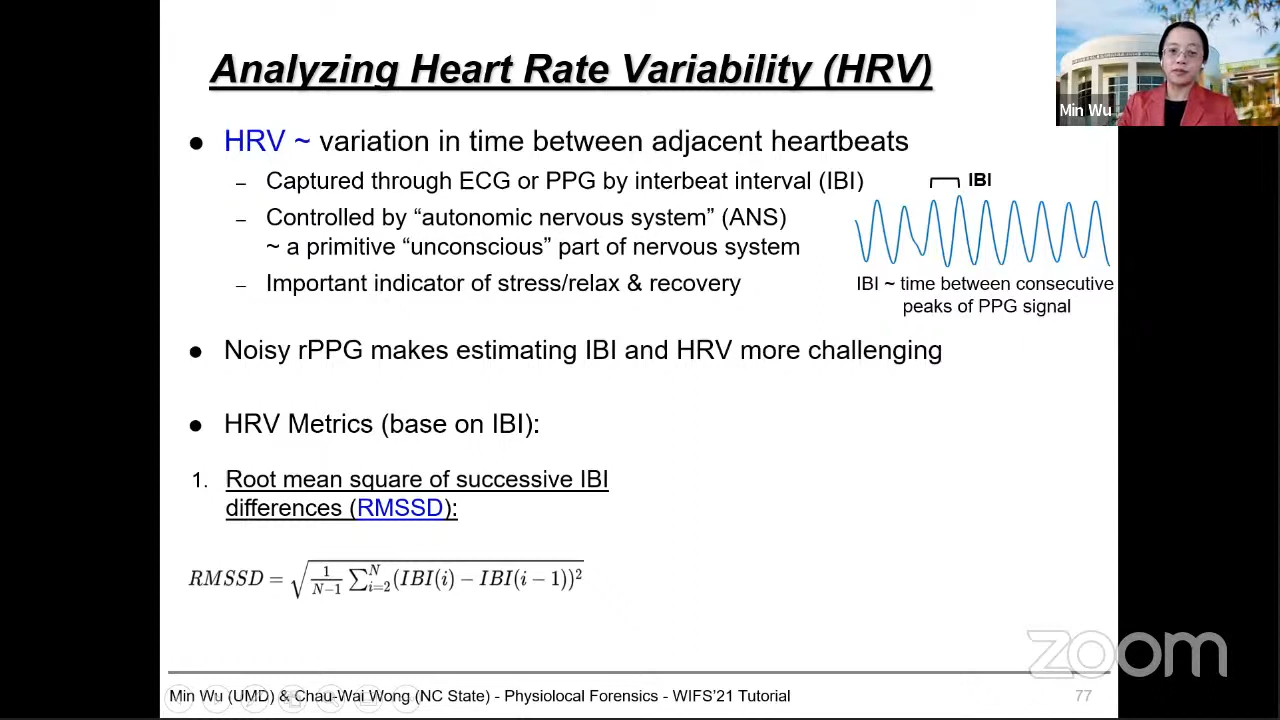 Analyzing Heart Rate Variability (HRV)
Min Wu
● HRV ~ variation in time between adjacent heartbeats
– Captured through ECG or PPG by interbeat interval (IBI)
– Controlled by “autonomic nervous system” (ANS)
~ a primitive “unconscious” part of nervous system
– Important indicator of stress/relax & recovery
IBI
IBI ~ time between consecutive
peaks of PPG signal
● Noisy rPPG makes estimating IBI and HRV more challenging
● HRV Metrics (base on IBI):
1. Root mean square of successive IBI
differences (RMSSD):
RMSSD = √(1/(N−1) ∑_{i=2}^{N} (IBI(i) − IBI(i − 1))²)
zoom
Min Wu (UMD) & Chau-Wai Wong (NC State) - Physiolocal Forensics - WIFS’21 Tutorial
77